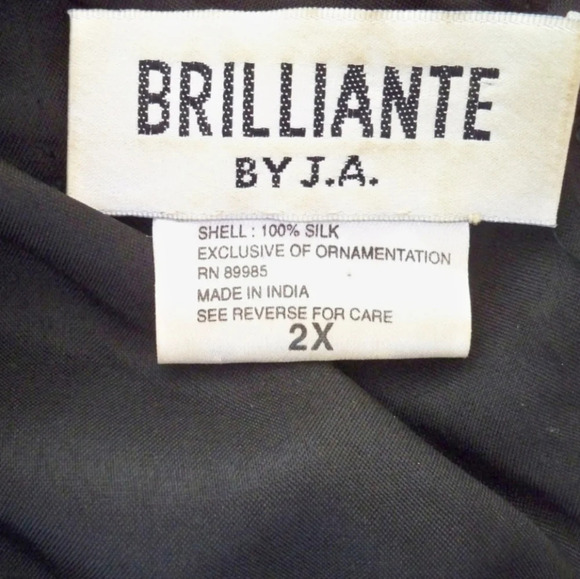 BRILLIANTE
BY J.A.
SHELL : 100% SILK
EXCLUSIVE OF ORNAMENTATION
RN 89985
MADE IN INDIA
SEE REVERSE FOR CARE
2X